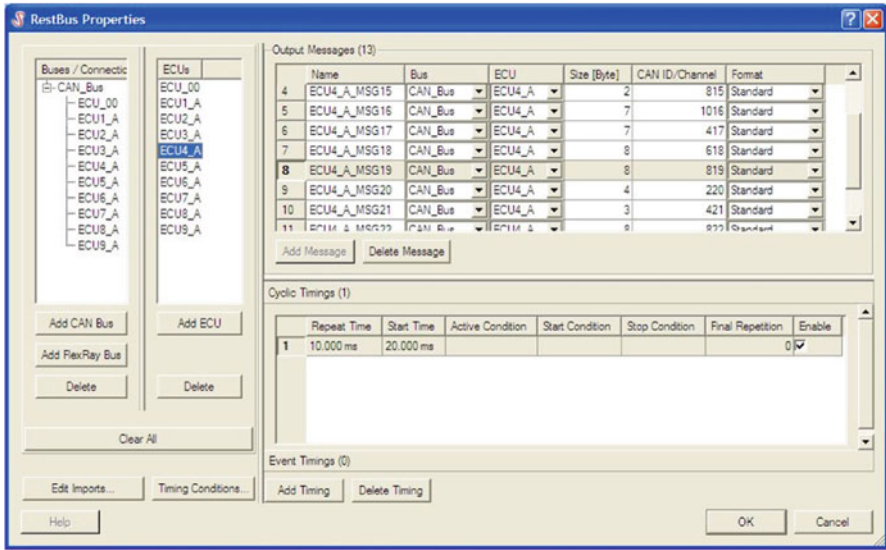 RestBus Properties
Buses / Connectic
CAN_Bus
ECU_00
ECU1_A
ECU2_A
ECU3_A
ECU4_A
ECU5_A
ECU6_A
ECU7_A
ECU8_A
ECU9_A
Add CAN Bus
Add FlexRay Bus
Delete
ECUs
ECU_00
ECU1_A
ECU2_A
ECU3_A
ECU4_A
ECU5_A
ECU6_A
ECU7_A
ECU8_A
ECU9_A
Add ECU
Delete
Clear All
Edit Imports...
Timing Conditions...
Help
Output Messages (13)
Name Bus ECU Size [Byte] CAN ID/Channel Format
4 ECU4_A_MSG15 CAN_Bus ECU4_A 2 815 Standard
5 ECU4_A_MSG16 CAN_Bus ECU4_A 7 1016 Standard
6 ECU4_A_MSG17 CAN_Bus ECU4_A 7 417 Standard
7 ECU4_A_MSG18 CAN_Bus ECU4_A 8 618 Standard
8 ECU4_A_MSG19 CAN_Bus ECU4_A 8 819 Standard
9 ECU4_A_MSG20 CAN_Bus ECU4_A 4 220 Standard
10 ECU4_A_MSG21 CAN_Bus ECU4_A 3 421 Standard
11 ECU4_A_MSG22 CAN_Bus ECU4_A 8 822 Standard
Add Message Delete Message
Cyclic Timings (1)
Repeat Time Start Time Active Condition Start Condition Stop Condition Final Repetition Enable
1 10.000 ms 20.000 ms 0
Event Timings (0)
Add Timing Delete Timing
OK Cancel